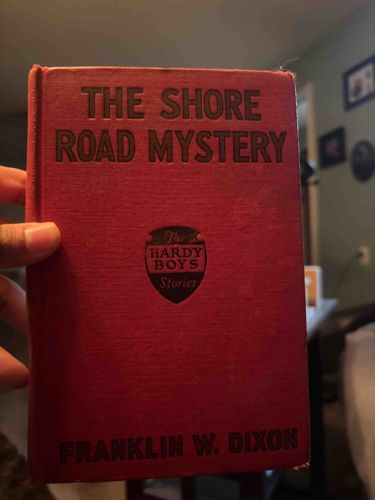 THE SHORE
ROAD MYSTERY
The
HARDY
BOYS
Stories
FRANKLIN W. DIXON